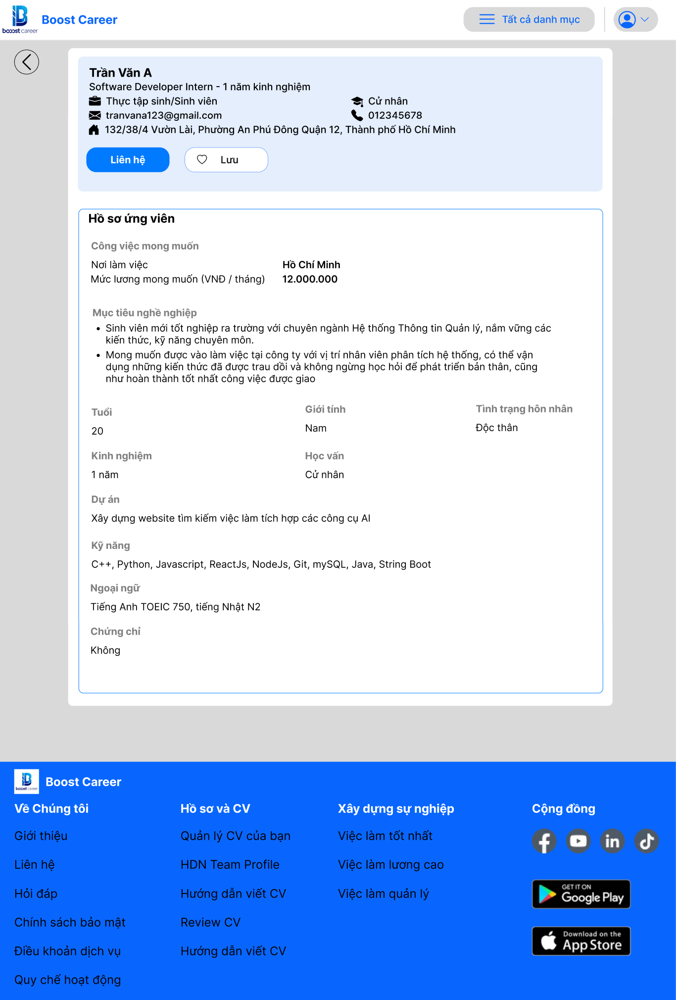 booost career
Boost Career
Tất cả danh mục
Trần Văn A
Software Developer Intern - 1 năm kinh nghiệm
Thực tập sinh/Sinh viên
Cử nhân
tranvana123@gmail.com
012345678
132/38/4 Vườn Lài, Phường An Phú Đông Quận 12, Thành phố Hồ Chí Minh
Liên hệ
Lưu
Hồ sơ ứng viên
Công việc mong muốn
Nơi làm việc
Hồ Chí Minh
Mức lương mong muốn (VNĐ / tháng)
12.000.000
Mục tiêu nghề nghiệp
• Sinh viên mới tốt nghiệp ra trường với chuyên ngành Hệ thống Thông tin Quản lý, nắm vững các
kiến thức, kỹ năng chuyên môn.
• Mong muốn được vào làm việc tại công ty với vị trí nhân viên phân tích hệ thống, có thể vận
dụng những kiến thức đã được trau dồi và không ngừng học hỏi để phát triển bản thân, cũng
như hoàn thành tốt nhất công việc được giao
Tuổi
Giới tính
Tình trạng hôn nhân
20
Nam
Độc thân
Kinh nghiệm
Học vấn
1 năm
Cử nhân
Dự án
Xây dựng website tìm kiếm việc làm tích hợp các công cụ AI
Kỹ năng
C++, Python, Javascript, ReactJs, NodeJs, Git, mySQL, Java, String Boot
Ngoại ngữ
Tiếng Anh TOEIC 750, tiếng Nhật N2
Chứng chỉ
Không
booost career
Boost Career
Về Chúng tôi
Giới thiệu
Liên hệ
Hỏi đáp
Chính sách bảo mật
Điều khoản dịch vụ
Quy chế hoạt động
Hồ sơ và CV
Quản lý CV của bạn
HDN Team Profile
Hướng dẫn viết CV
Review CV
Hướng dẫn viết CV
Xây dựng sự nghiệp
Việc làm tốt nhất
Việc làm lương cao
Việc làm quản lý
Cộng đồng
GET IT ON
Google Play
Download on the
App Store